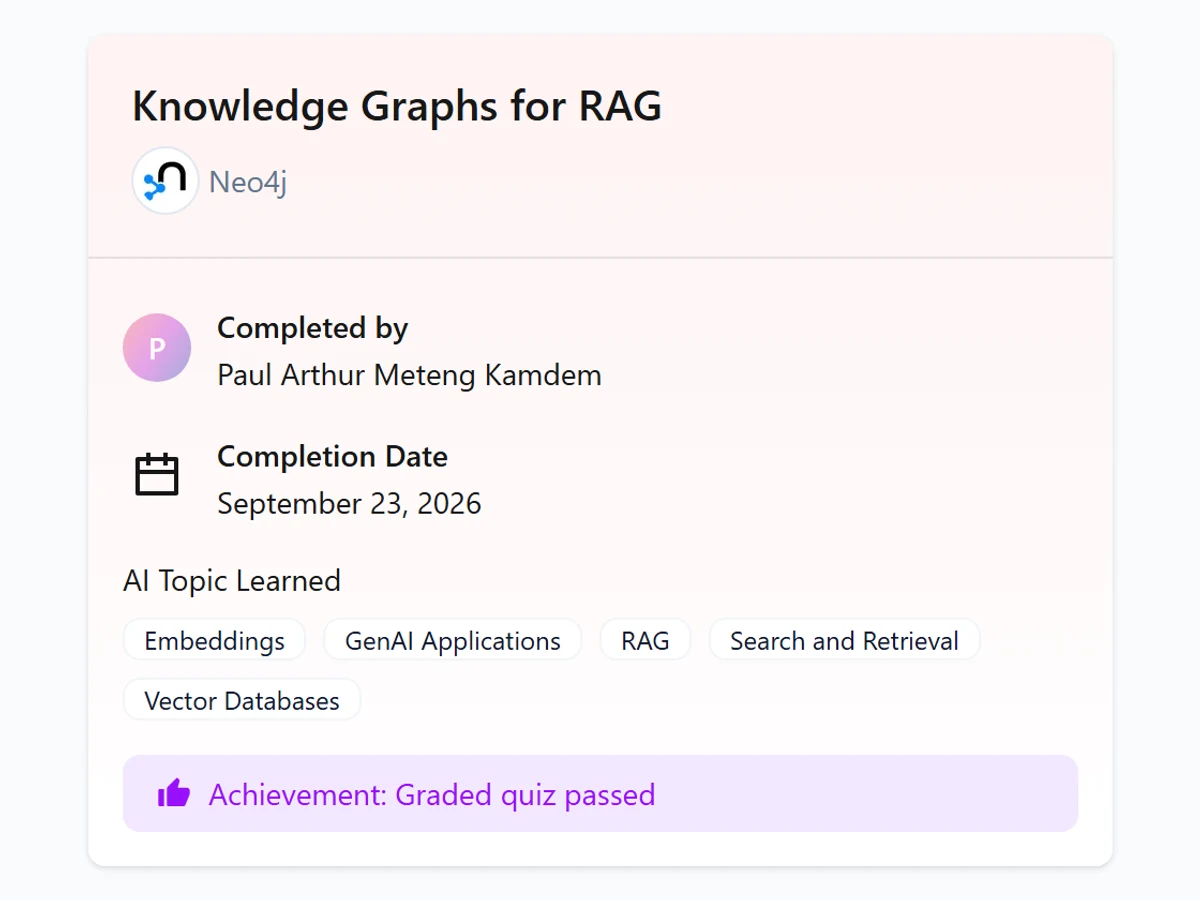 Knowledge Graphs for RAG
Neo4j
P
Completed by
Paul Arthur Meteng Kamdem
Completion Date
September 23, 2026
AI Topic Learned
Embeddings GenAI Applications RAG Search and Retrieval
Vector Databases
Achievement: Graded quiz passed